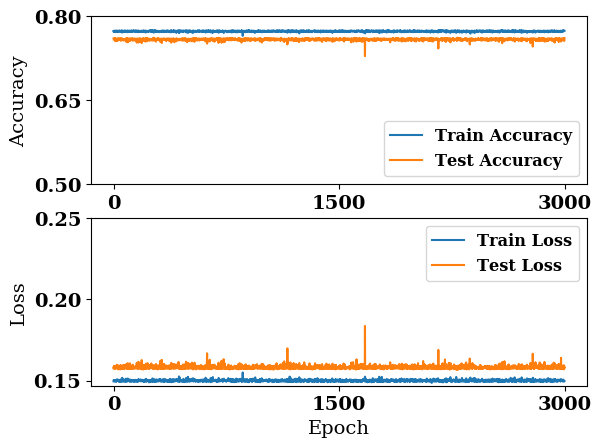 0.80
0.65
0.50
Accuracy
Train Accuracy
Test Accuracy
0 1500 3000
0.25
0.20
0.15
Loss
Train Loss
Test Loss
0 1500 3000
Epoch